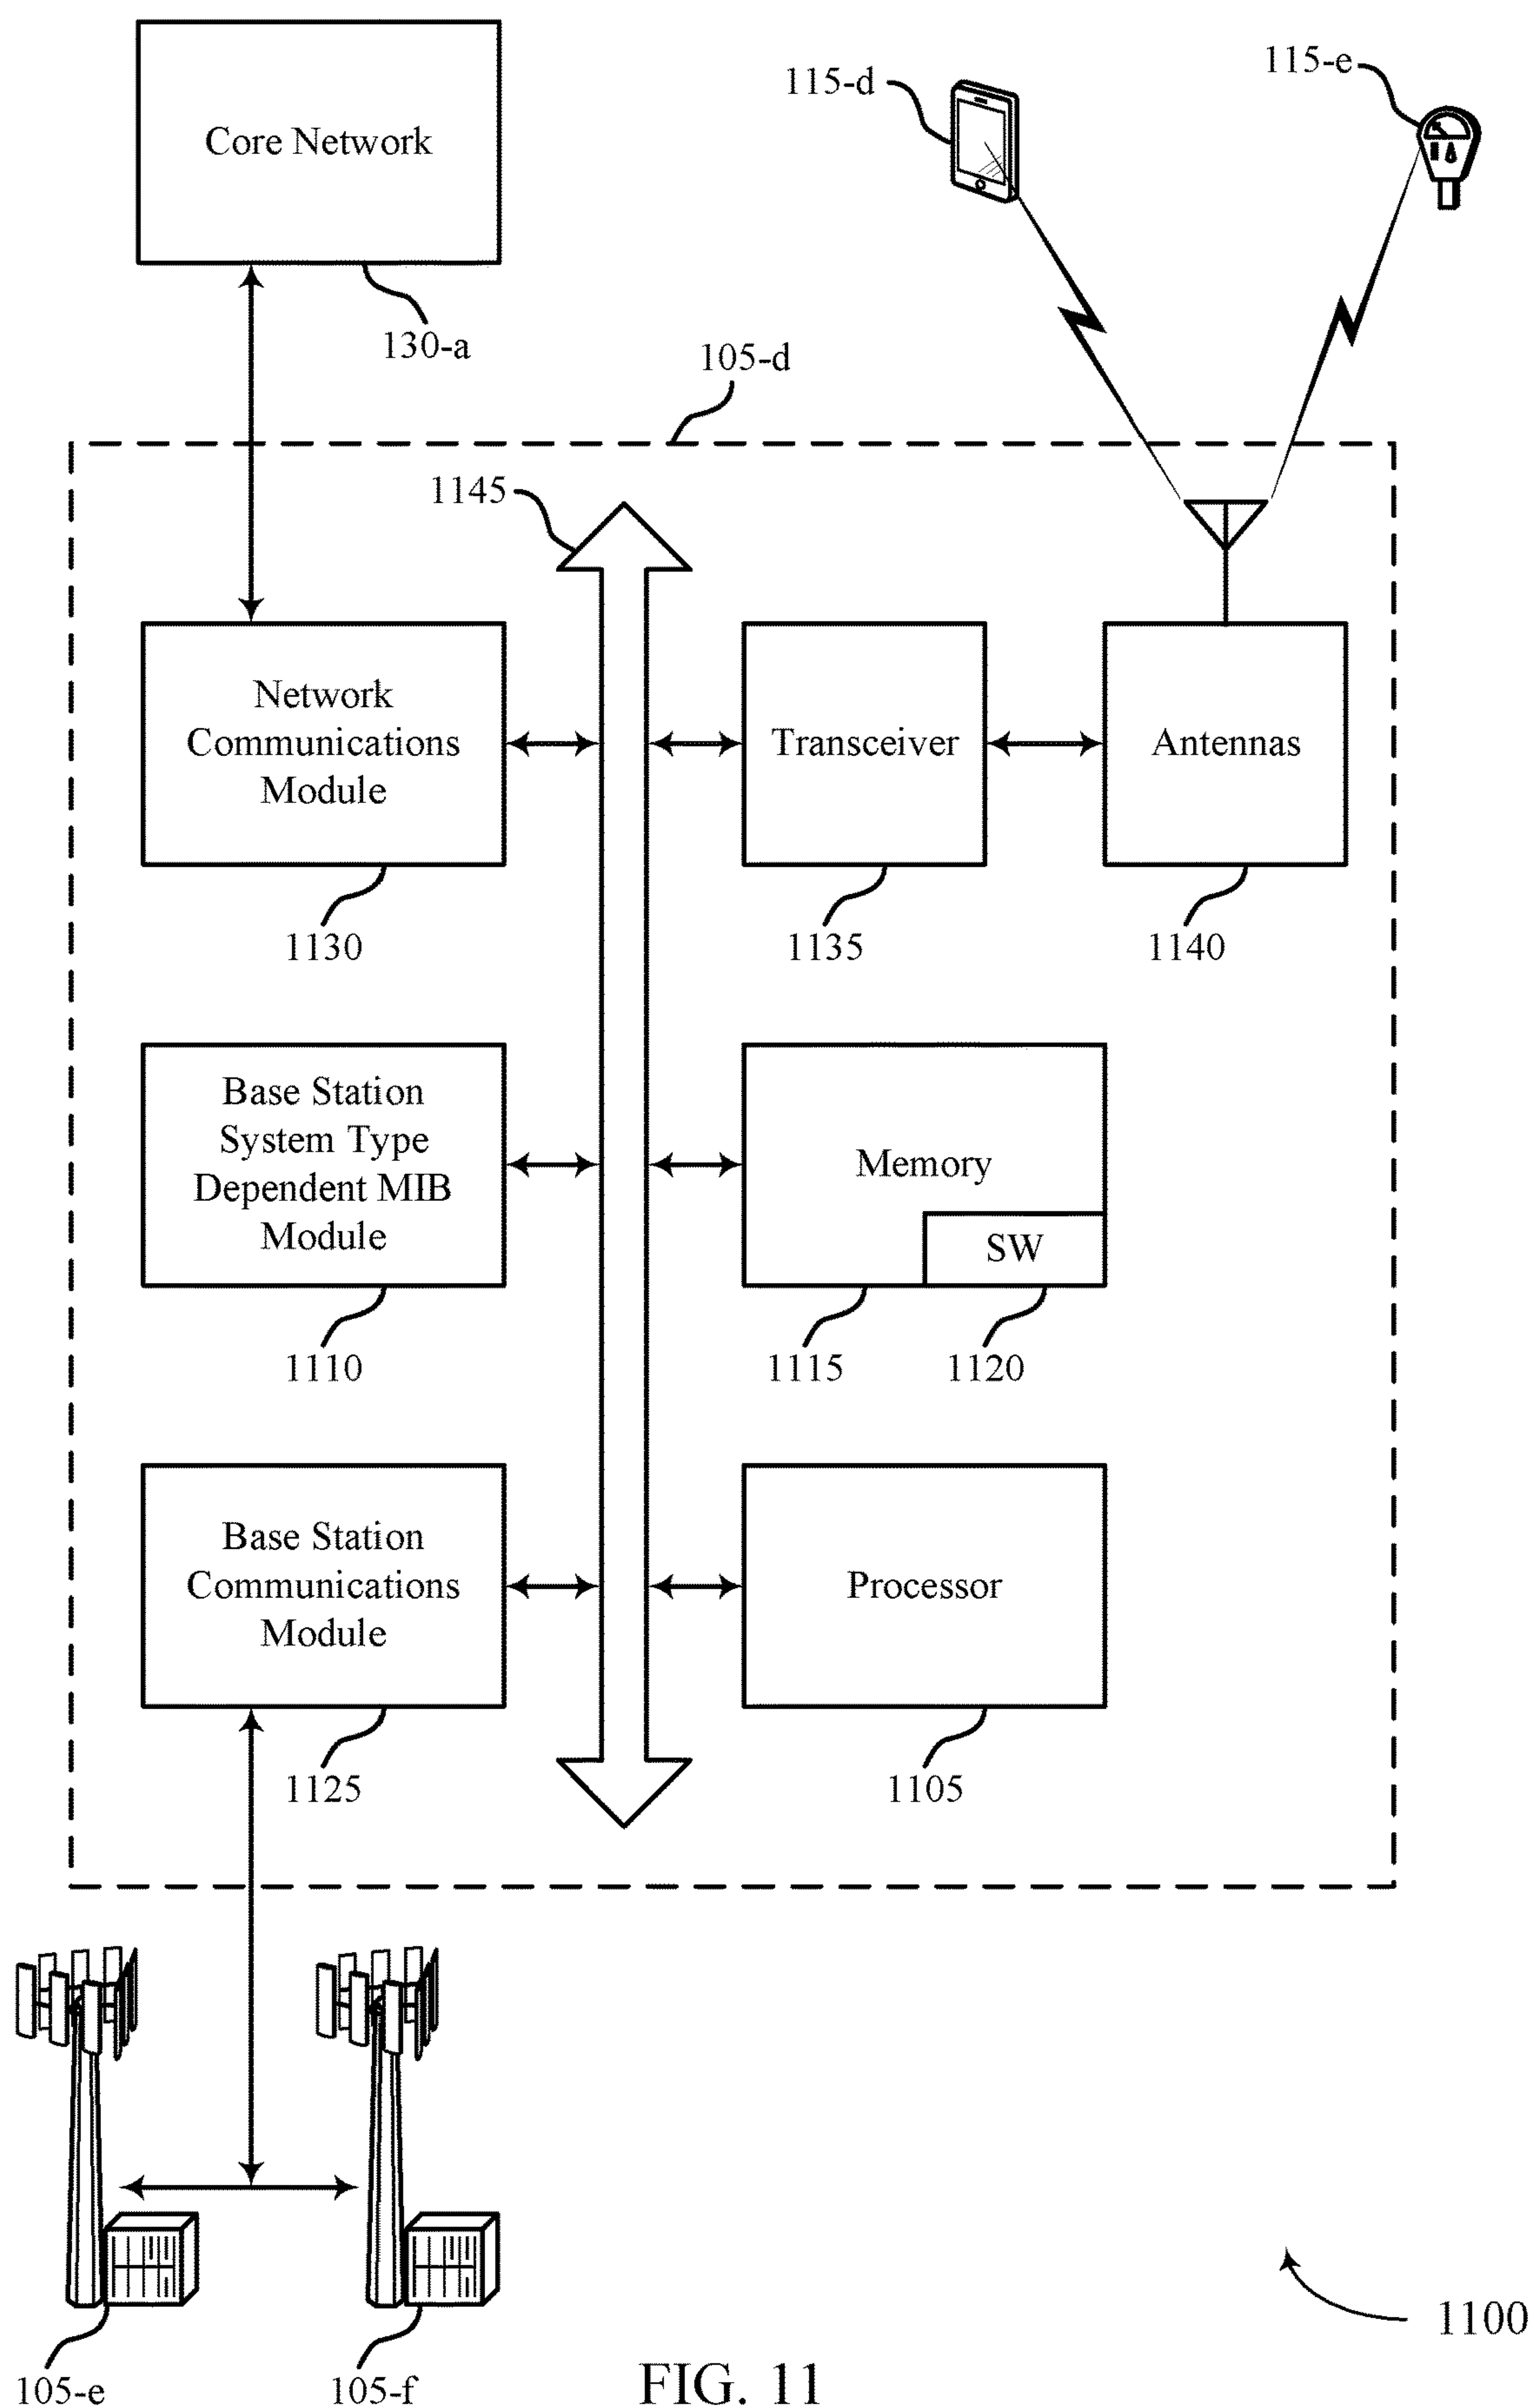 Core Network
130-a
115-d
115-e
105-d
1145
Network
Communications
Module
1130
Transceiver
1135
Antennas
1140
Base Station
System Type
Dependent MIB
Module
1110
Memory
SW
1115
1120
Base Station
Communications
Module
1125
Processor
1105
105-e
105-f
1100
FIG. 11